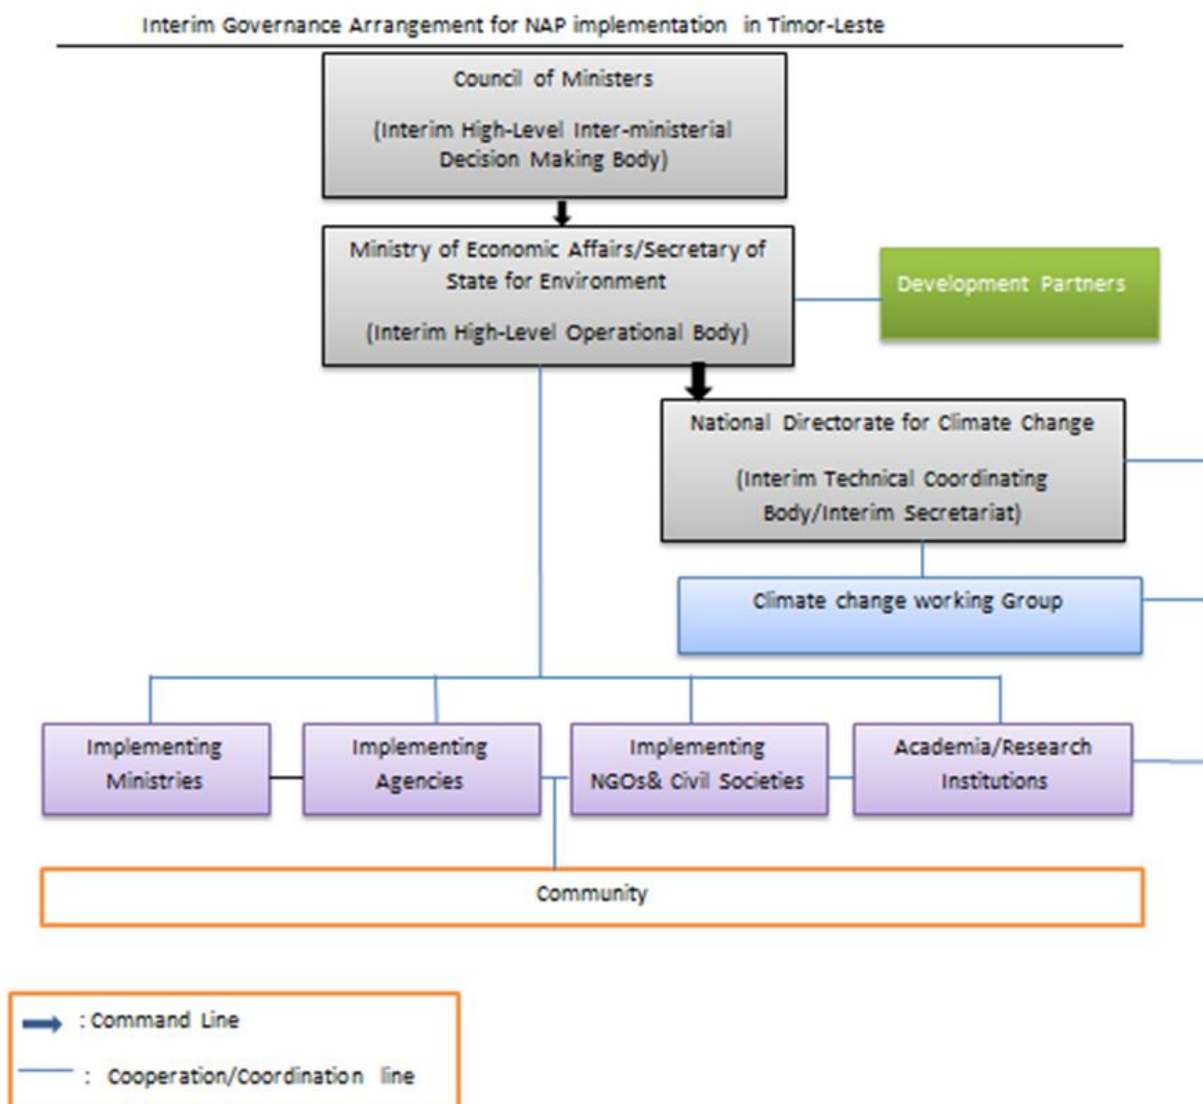 Interim Governance Arrangement for NAP implementation in Timor-Leste
Council of Ministers
(Interim High-Level Inter-ministerial
Decision Making Body)
Ministry of Economic Affairs/Secretary of
State for Environment
(Interim High-Level Operational Body)
Development Partners
National Directorate for Climate Change
(Interim Technical Coordinating
Body/Interim Secretariat)
Climate change working Group
Implementing
Ministries
Implementing
Agencies
Implementing
NGOs& Civil Societies
Academia/Research
Institutions
Community
: Command Line
: Cooperation/Coordination line